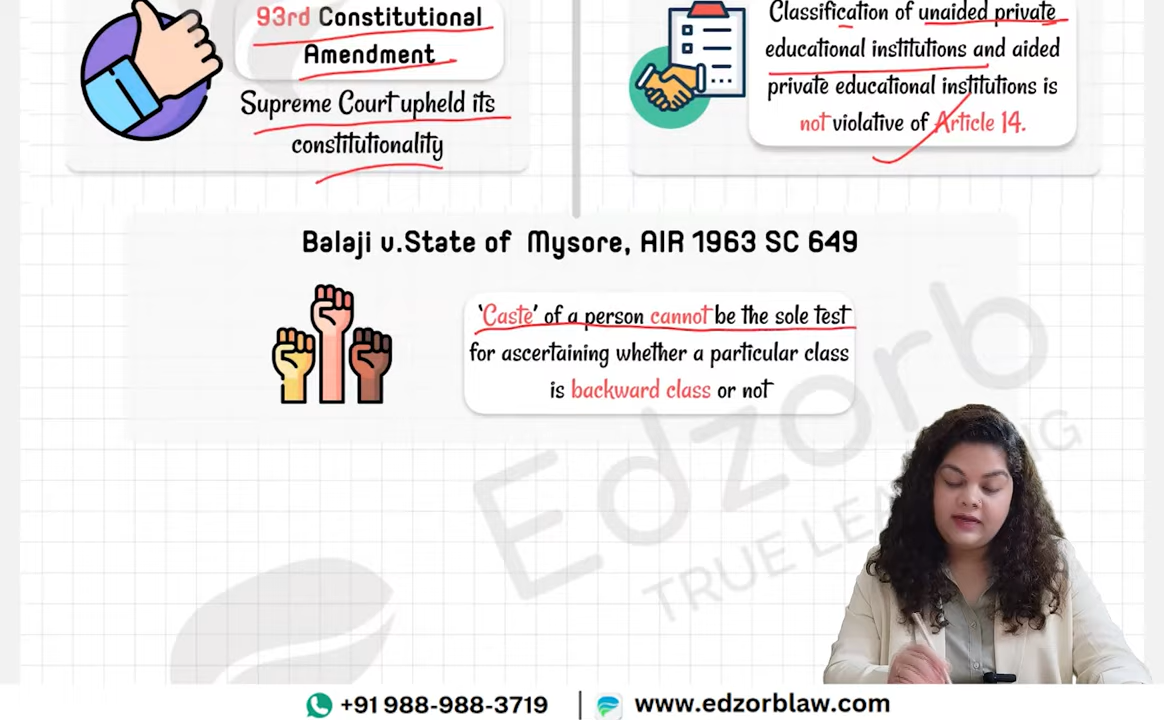 93rd Constitutional
Amendment
Supreme Court upheld its
constitutionality
Classification of unaided private
educational institutions and aided
private educational institutions is
not violative of Article 14.
Balaji v.State of Mysore, AIR 1963 SC 649
‘Caste’ of a person cannot be the sole test
for ascertaining whether a particular class
is backward class or not
Edzorb
TRUE LEARNING
+91 988-988-3719 | www.edzorblaw.com